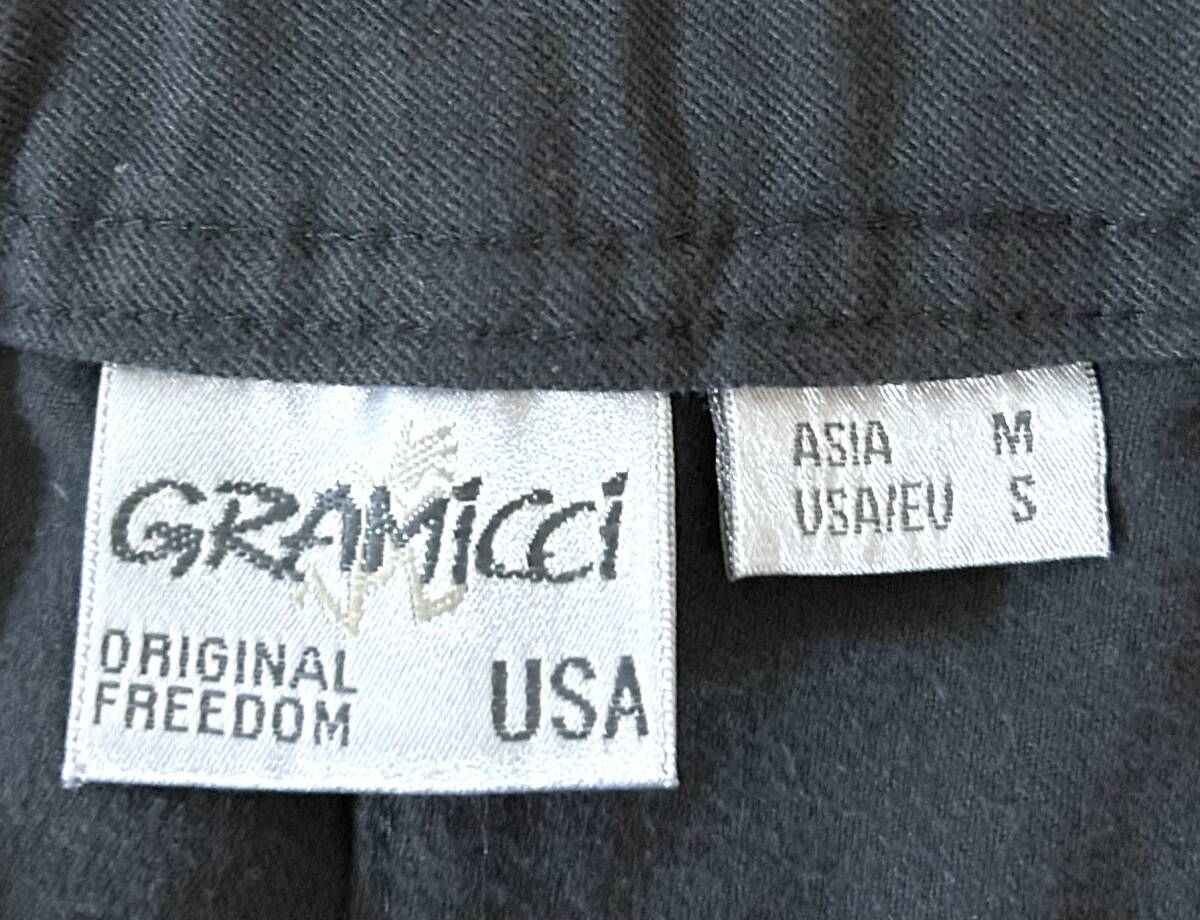 GRAMiCCi
ORIGINAL
FREEDOM
USA
ASIA M
USA/EU S